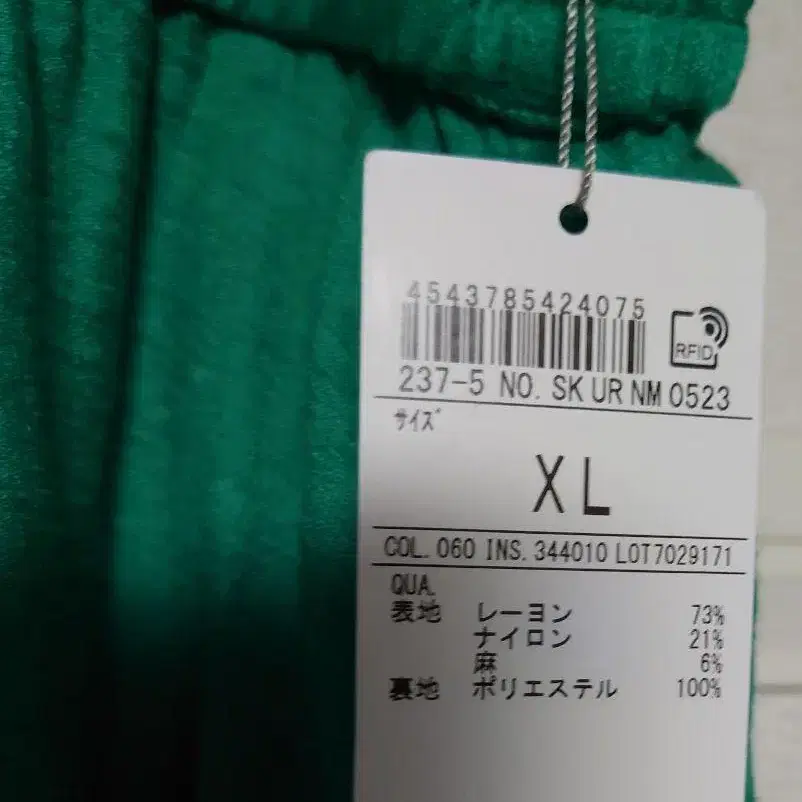 4543785424075
RFID
237-5 NO. SK UR NM 0523
サイズ
XL
COL. 060 INS. 344010 LOT7029171
QUA.
表地 レーヨン 73%
ナイロン 21%
麻 6%
裏地 ポリエステル 100%